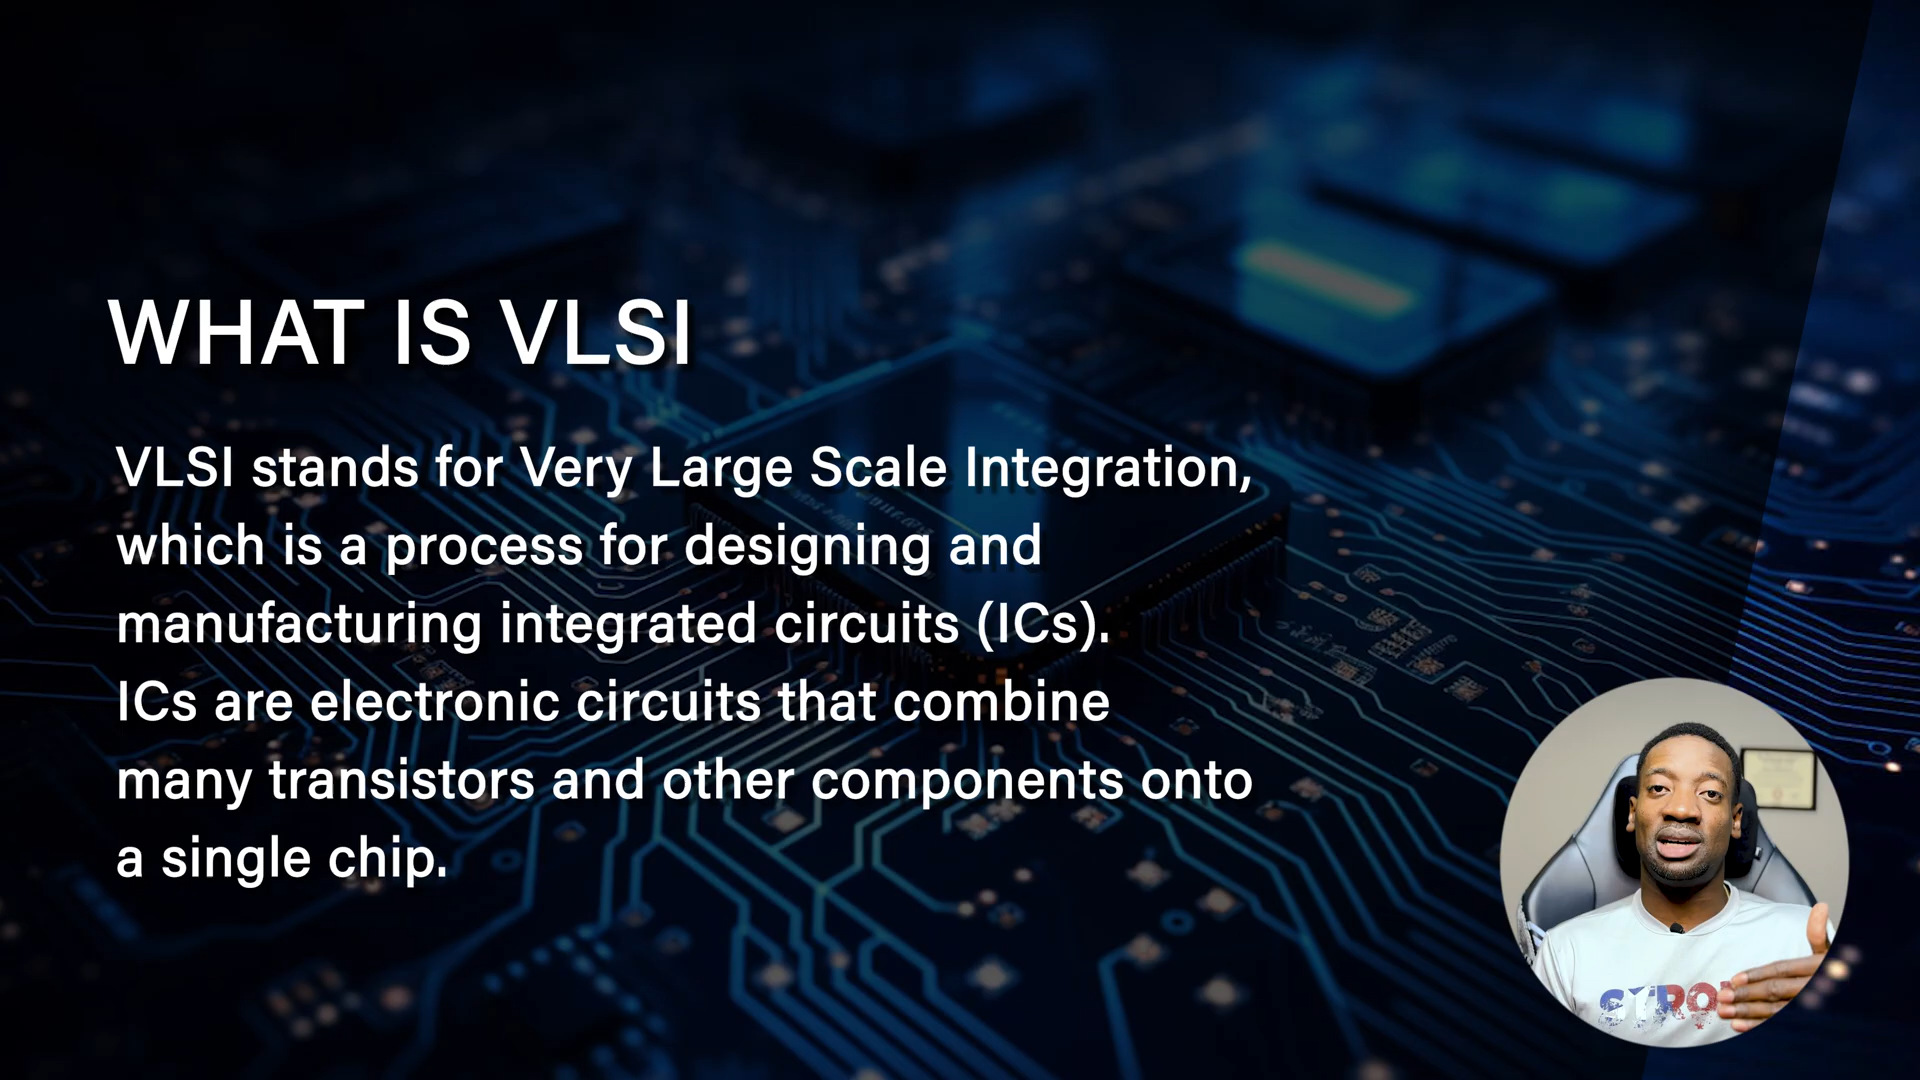 WHAT IS VLSI
VLSI stands for Very Large Scale Integration,
which is a process for designing and
manufacturing integrated circuits (ICs).
ICs are electronic circuits that combine
many transistors and other components onto
a single chip.